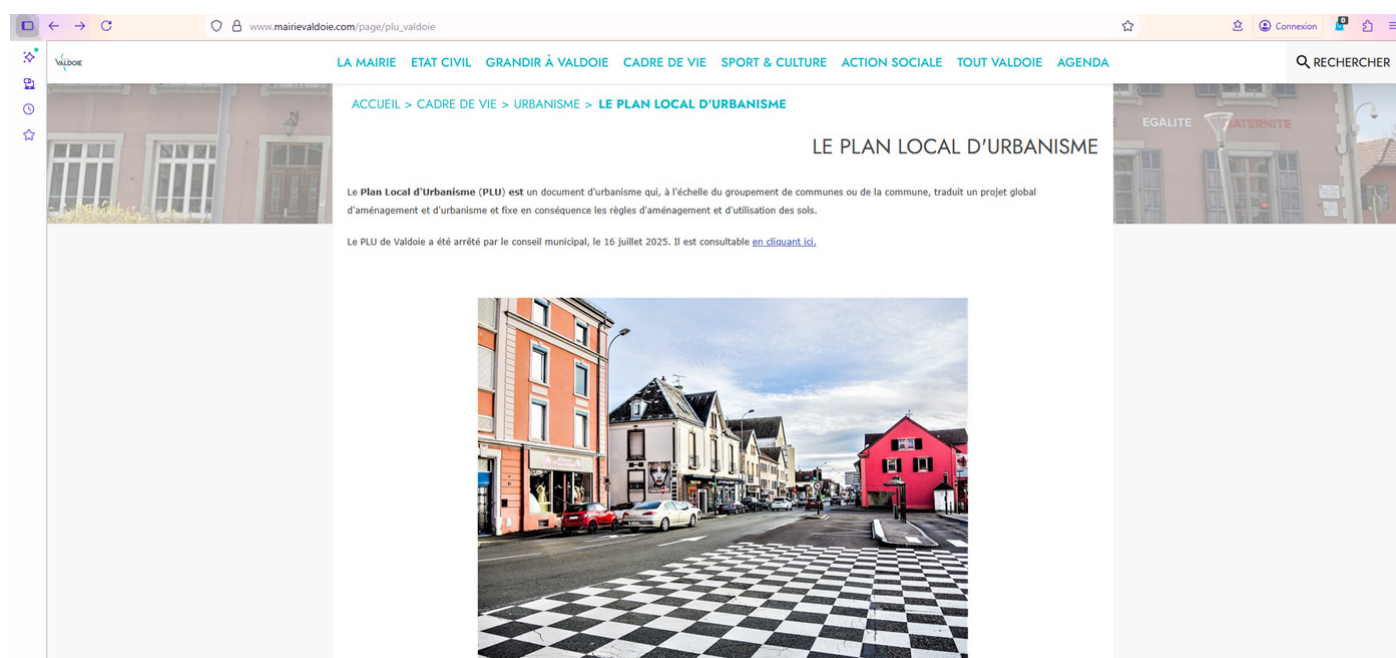 www.mairievaldoie.com/page/plu_valdoie
Connexion
VALDOIE
LA MAIRIE ETAT CIVIL GRANDIR À VALDOIE CADRE DE VIE SPORT & CULTURE ACTION SOCIALE TOUT VALDOIE AGENDA
RECHERCHER
ACCUEIL > CADRE DE VIE > URBANISME > LE PLAN LOCAL D'URBANISME
EGALITE FRATERNITE
LE PLAN LOCAL D'URBANISME
Le Plan Local d'Urbanisme (PLU) est un document d'urbanisme qui, à l'échelle du groupement de communes ou de la commune, traduit un projet global
d'aménagement et d'urbanisme et fixe en conséquence les règles d'aménagement et d'utilisation des sols.
Le PLU de Valdoie a été arrêté par le conseil municipal, le 16 juillet 2025. Il est consultable en cliquant ici.